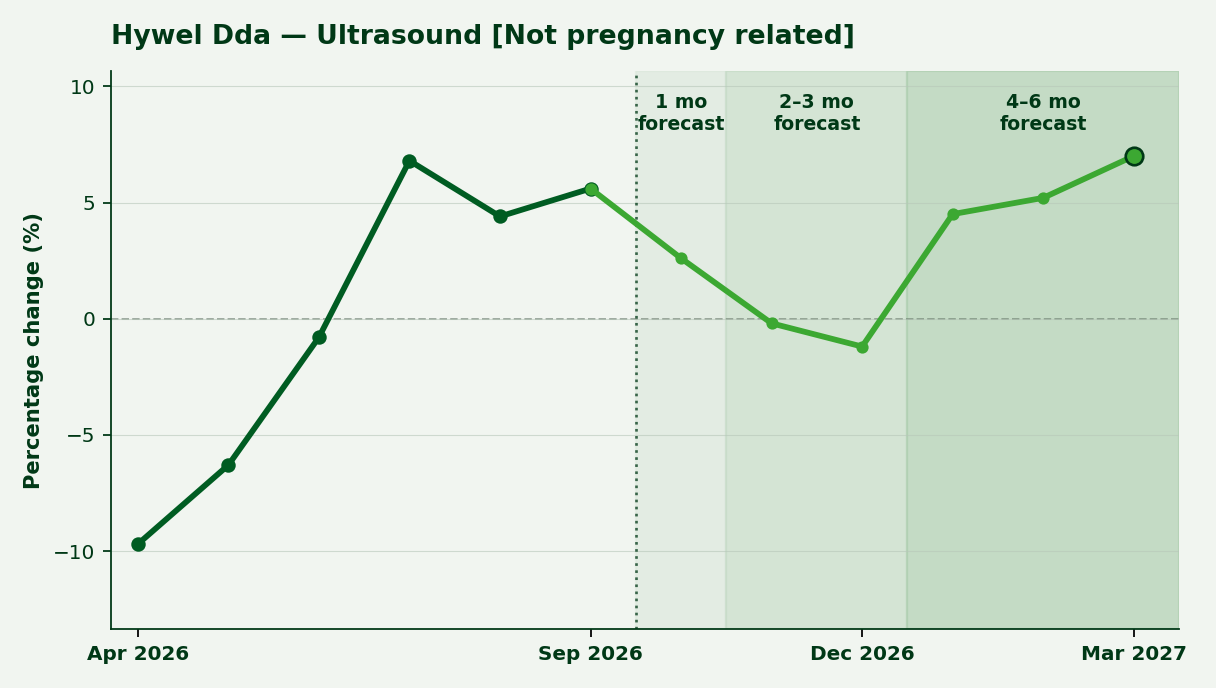 Hywel Dda — Ultrasound [Not pregnancy related]
1 mo
forecast
2–3 mo
forecast
4–6 mo
forecast
Percentage change (%)
10
5
0
−5
−10
Apr 2026
Sep 2026
Dec 2026
Mar 2027